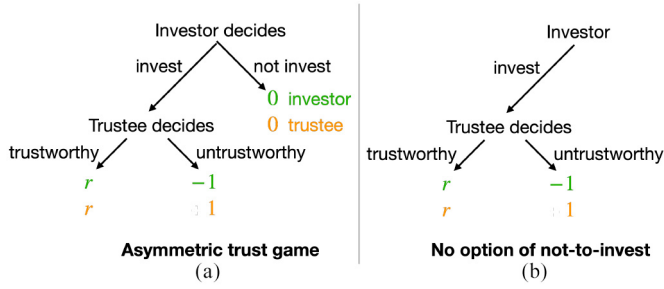 Investor decides
invest
not invest
0 investor
0 trustee
Trustee decides
trustworthy
untrustworthy
r
−1
r
1
Asymmetric trust game
(a)
Investor
invest
Trustee decides
trustworthy
untrustworthy
r
−1
r
1
No option of not-to-invest
(b)